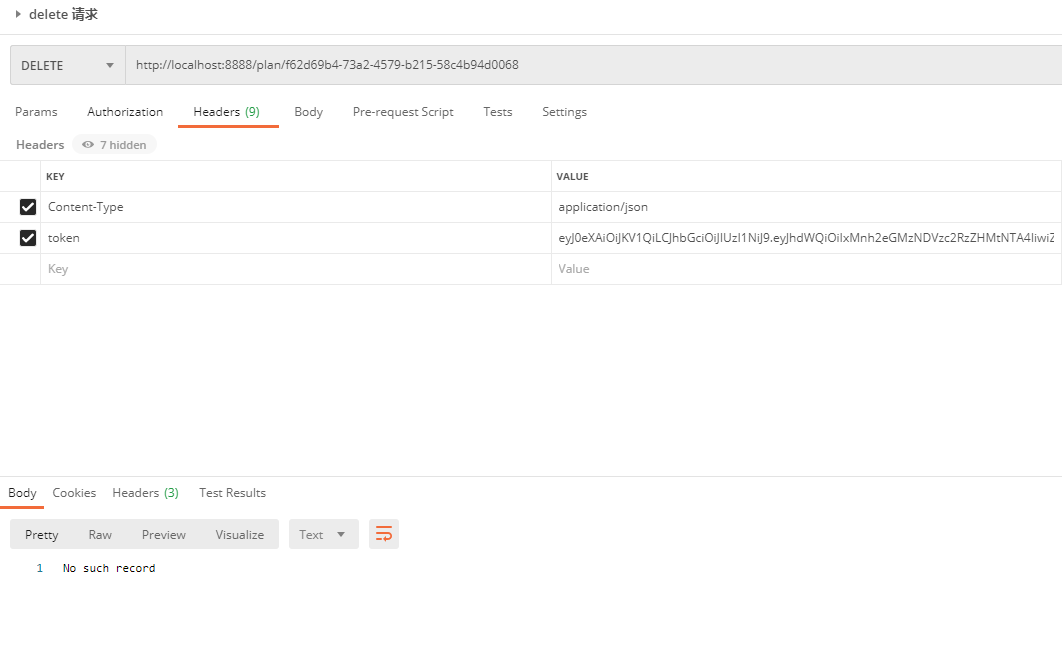 delete 请求
DELETE http://localhost:8888/plan/f62d69b4-73a2-4579-b215-58c4b94d0068
Params Authorization Headers (9) Body Pre-request Script Tests Settings
Headers 7 hidden
KEY VALUE
Content-Type application/json
token eyJ0eXAiOiJKV1QiLCJhbGciOiJIUzI1NiJ9.eyJhdWQiOiIxMnh2eGMzNDVzc2RzZHMtNTA4IiwiZ
Key Value
Body Cookies Headers (3) Test Results
Pretty Raw Preview Visualize Text
1 No such record